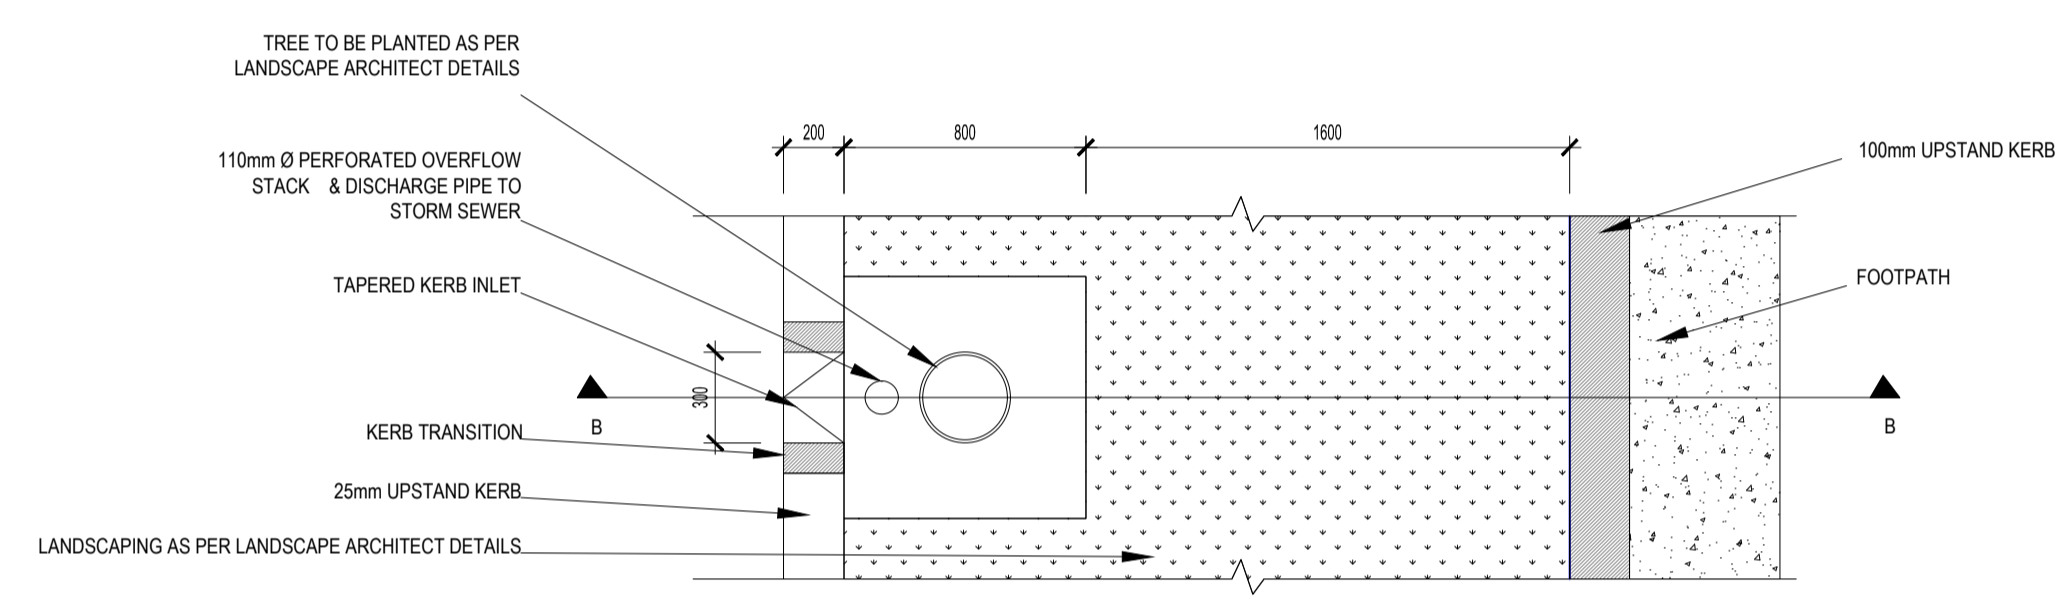 TREE TO BE PLANTED AS PER
LANDSCAPE ARCHITECT DETAILS
110mm Ø PERFORATED OVERFLOW
STACK & DISCHARGE PIPE TO
STORM SEWER
TAPERED KERB INLET
KERB TRANSITION
25mm UPSTAND KERB
LANDSCAPING AS PER LANDSCAPE ARCHITECT DETAILS
200
800
1600
300
B
B
100mm UPSTAND KERB
FOOTPATH